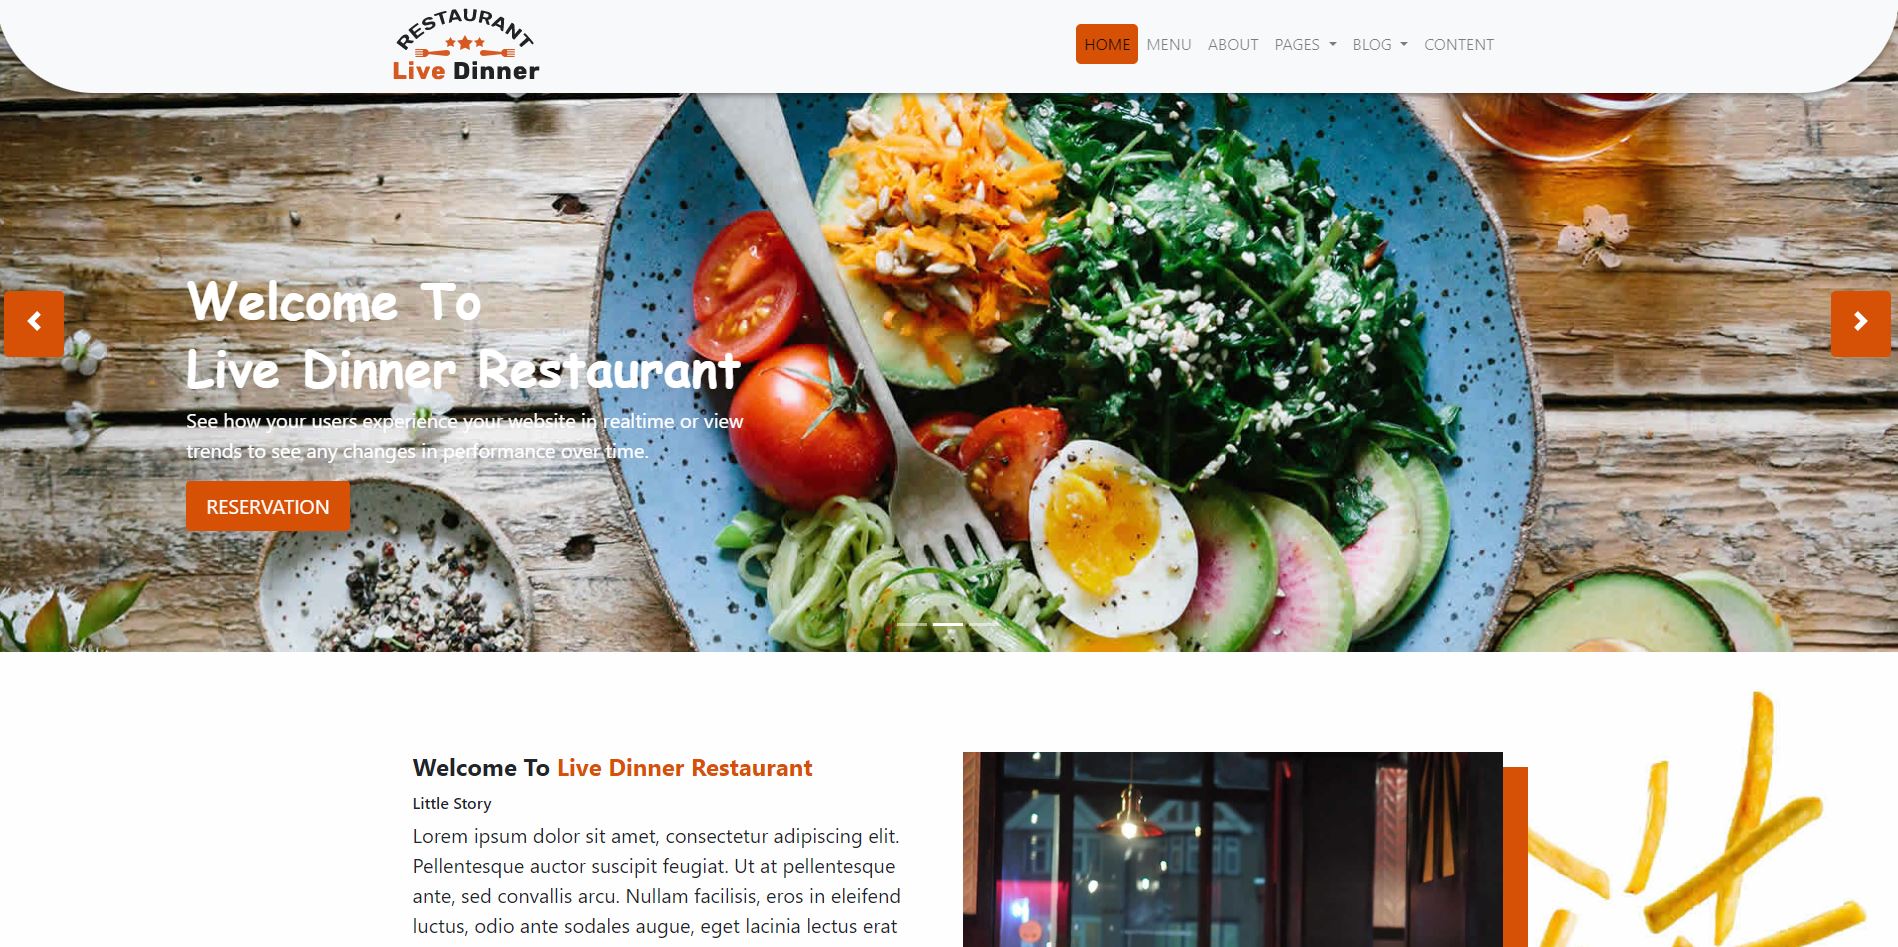 RESTAURANT
Live Dinner
HOME MENU ABOUT PAGES BLOG CONTENT
Welcome To
Live Dinner Restaurant
See how your users experience your website in realtime or view
trends to see any changes in performance over time.
RESERVATION
Welcome To Live Dinner Restaurant
Little Story
Lorem ipsum dolor sit amet, consectetur adipiscing elit.
Pellentesque auctor suscipit feugiat. Ut at pellentesque
ante, sed convallis arcu. Nullam facilisis, eros in eleifend
luctus, odio ante sodales augue, eget lacinia lectus erat